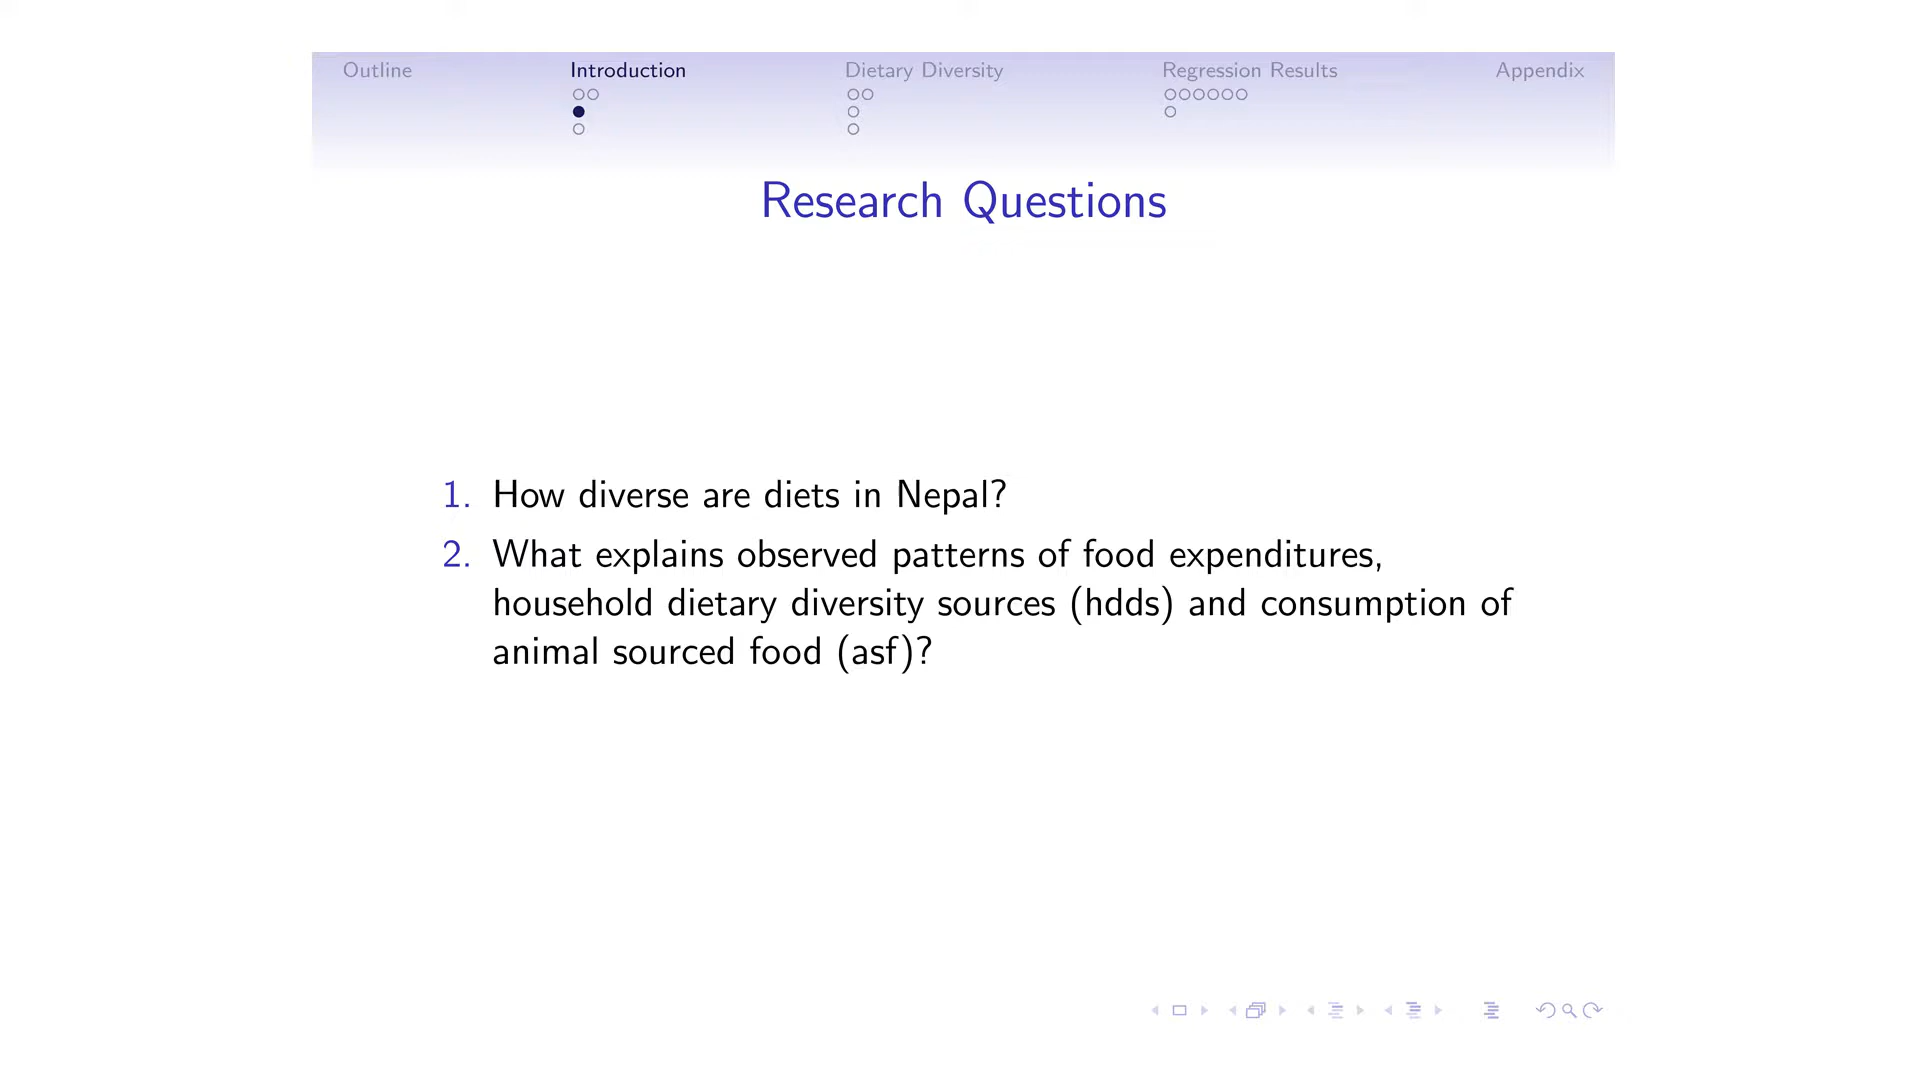 Outline Introduction Dietary Diversity Regression Results Appendix
Research Questions
1. How diverse are diets in Nepal?
2. What explains observed patterns of food expenditures,
household dietary diversity sources (hdds) and consumption of
animal sourced food (asf)?